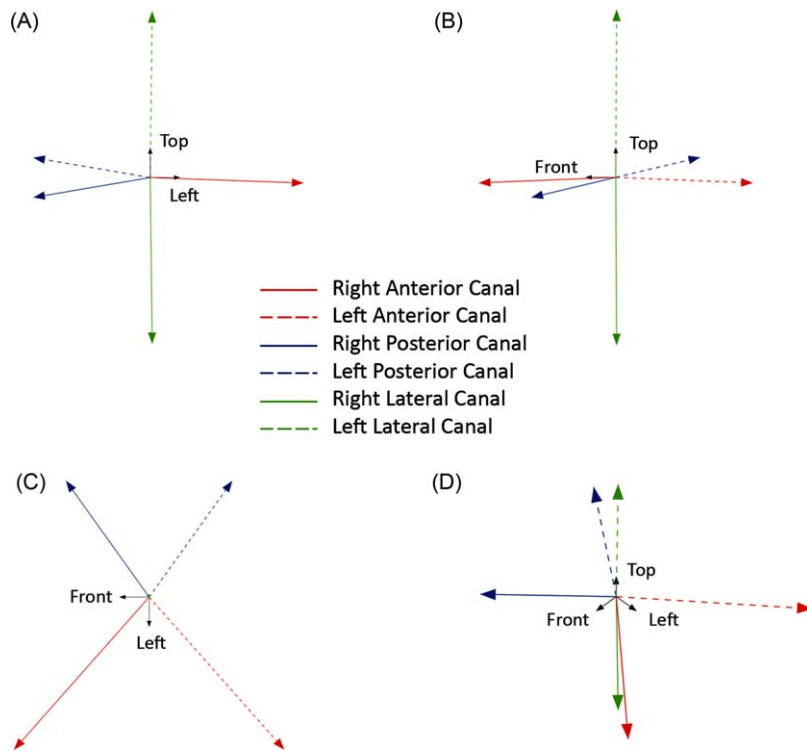 (A)
(B)
Top
Left
Top
Front
Right Anterior Canal
Left Anterior Canal
Right Posterior Canal
Left Posterior Canal
Right Lateral Canal
Left Lateral Canal
(C)
(D)
Front
Left
Top
Front
Left